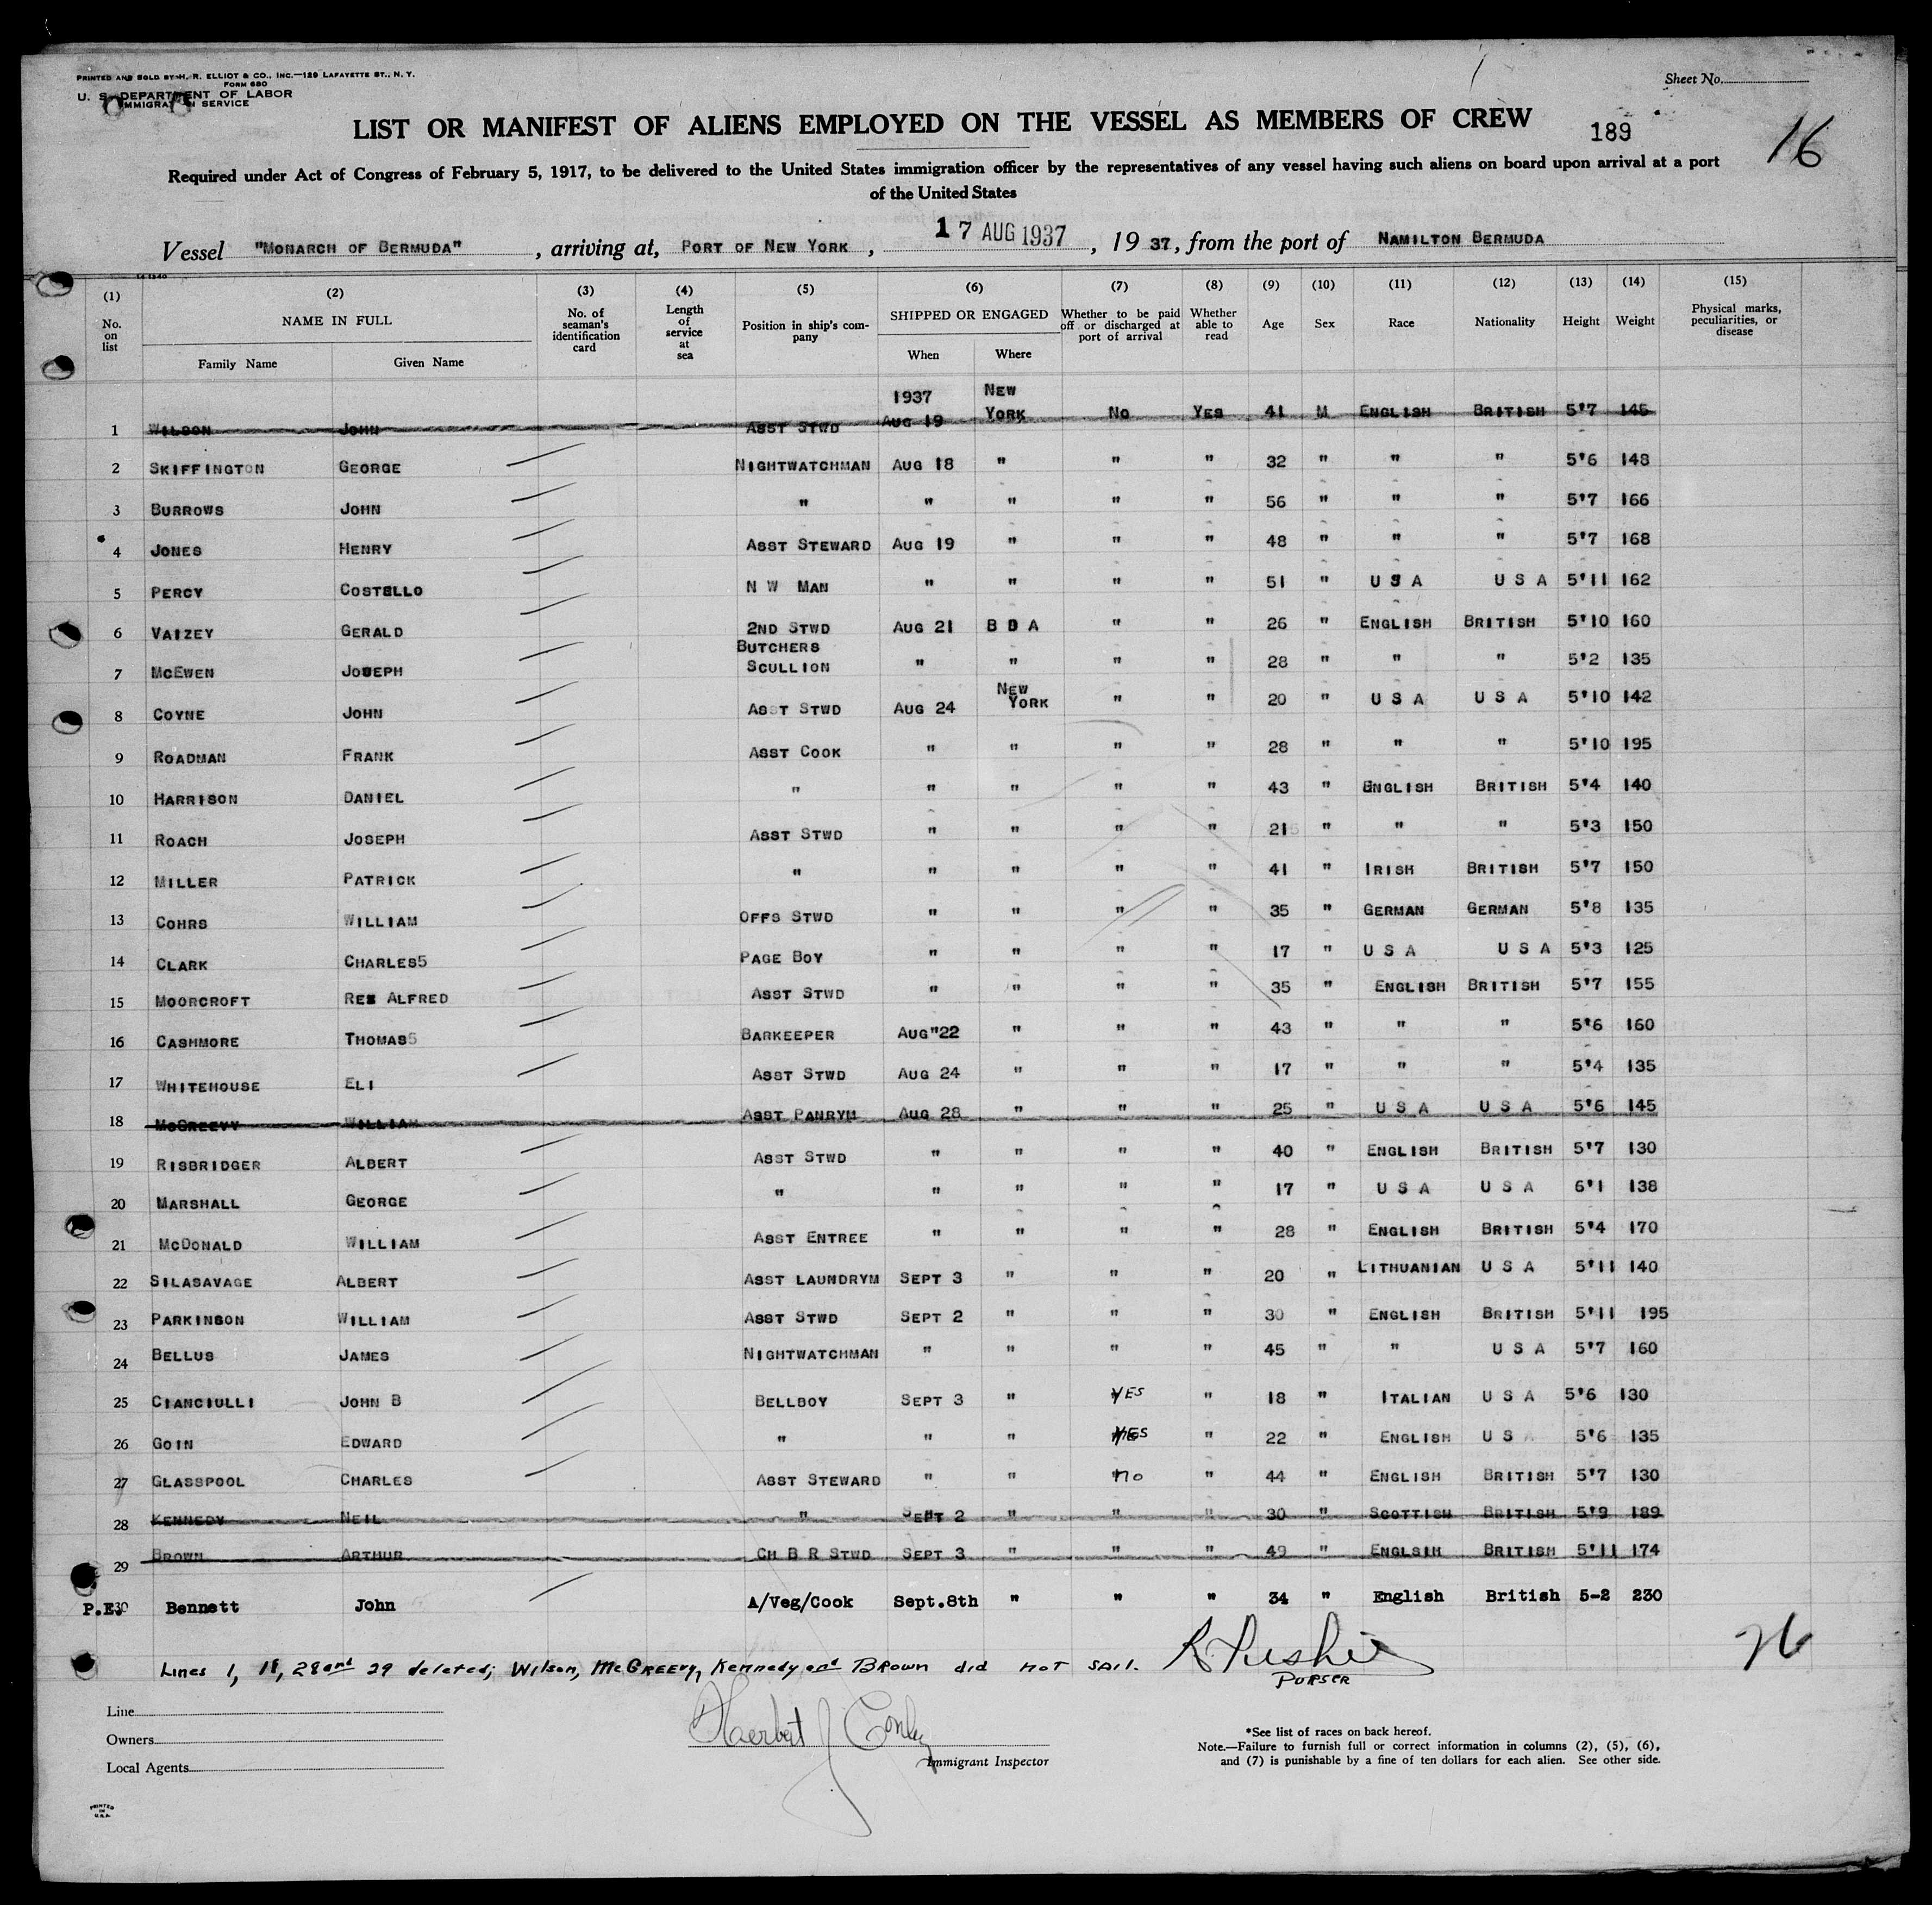 PRINTED AND SOLD BY H. R. ELLIOT & CO., INC.—129 LAFAYETTE ST., N. Y.
FORM 680
U. S. DEPARTMENT OF LABOR
IMMIGRATION SERVICE
Sheet No.
LIST OR MANIFEST OF ALIENS EMPLOYED ON THE VESSEL AS MEMBERS OF CREW 189 16
Required under Act of Congress of February 5, 1917, to be delivered to the United States immigration officer by the representatives of any vessel having such aliens on board upon arrival at a port
of the United States
Vessel "MONARCH OF BERMUDA", arriving at, PORT OF NEW YORK, 17 AUG 1937, 19 37, from the port of NAMILTON BERMUDA
(1) (2) (3) (4) (5) (6) (7) (8) (9) (10) (11) (12) (13) (14) (15)
No. on list NAME IN FULL Family Name Given Name No. of seaman's identification card Length of service at sea Position in ship's company SHIPPED OR ENGAGED When Where Whether to be paid off or discharged at port of arrival Whether able to read Age Sex Race Nationality Height Weight Physical marks, peculiarities, or disease
1 WILSON JOHN ASST STWD 1937 AUG 19 NEW YORK NO YES 41 M ENGLISH BRITISH 5'7 145
2 SKIFFINGTON GEORGE NIGHTWATCHMAN AUG 18 " " " 32 " " " 5'6 148
3 BURROWS JOHN " " " " " 56 " " " 5'7 166
4 JONES HENRY ASST STEWARD AUG 19 " " " 48 " " " 5'7 168
5 PERCY COSTELLO N W MAN " " " " 51 " U S A U S A 5'11 162
6 VAIZEY GERALD 2ND STWD AUG 21 B D A " " 26 " ENGLISH BRITISH 5'10 160
7 MCEWEN JOSEPH BUTCHERS SCULLION " " " " 28 " " " 5'2 135
8 COYNE JOHN ASST STWD AUG 24 NEW YORK " " 20 " U S A U S A 5'10 142
9 ROADMAN FRANK ASST COOK " " " " 28 " " " 5'10 195
10 HARRISON DANIEL " " " " " 43 " ENGLISH BRITISH 5'4 140
11 ROACH JOSEPH ASST STWD " " " " 21 " " " 5'3 150
12 MILLER PATRICK " " " " " 41 " IRISH BRITISH 5'7 150
13 COHRS WILLIAM OFFS STWD " " " " 35 " GERMAN GERMAN 5'8 135
14 CLARK CHARLES5 PAGE BOY " " " " 17 " U S A U S A 5'3 125
15 MOORCROFT REX ALFRED ASST STWD " " " " 35 " ENGLISH BRITISH 5'7 155
16 CASHMORE THOMAS5 BARKEEPER AUG"22 " " " 43 " " " 5'6 160
17 WHITEHOUSE ELI ASST STWD AUG 24 " " " 17 " " " 5'4 135
18 MCGREEVY WILLIAM ASST PANRYM AUG 28 " " " 25 " U S A U S A 5'6 145
19 RISBRIDGER ALBERT ASST STWD " " " " 40 " ENGLISH BRITISH 5'7 130
20 MARSHALL GEORGE " " " " " 17 " U S A U S A 6'1 138
21 MCDONALD WILLIAM ASST ENTREE " " " " 28 " ENGLISH BRITISH 5'4 170
22 SILASAVAGE ALBERT ASST LAUNDRYM SEPT 3 " " " 20 " LITHUANIAN U S A 5'11 140
23 PARKINSON WILLIAM ASST STWD SEPT 2 " " " 30 " ENGLISH BRITISH 5'11 195
24 BELLUS JAMES NIGHTWATCHMAN " " " " 45 " " U S A 5'7 160
25 CIANCIULLI JOHN B BELLBOY SEPT 3 " YES " 18 " ITALIAN U S A 5'6 130
26 GOIN EDWARD " " " YES " 22 " ENGLISH U S A 5'6 135
27 GLASSPOOL CHARLES ASST STEWARD " " no " 44 " ENGLISH BRITISH 5'7 130
28 KENNEDY NEIL " SEPT 2 " " " 30 " SCOTTISH BRITISH 5'9 189
29 BROWN ARTHUR CH B R STWD SEPT 3 " " " 49 " ENGLSIH BRITISH 5'11 174
P.E. 30 Bennett John A/Veg/Cook Sept.8th " " " 34 " English British 5-2 230
Lines 1, 18, 28 and 29 deleted; Wilson, McGreevy, Kennedy and Brown did not sail.
Purser
26
Line
Owners
Local Agents
Herbert J Conley
Immigrant Inspector
*See list of races on back hereof.
Note.—Failure to furnish full or correct information in columns (2), (5), (6),
and (7) is punishable by a fine of ten dollars for each alien. See other side.
PRINTED
IN
U.S.A.